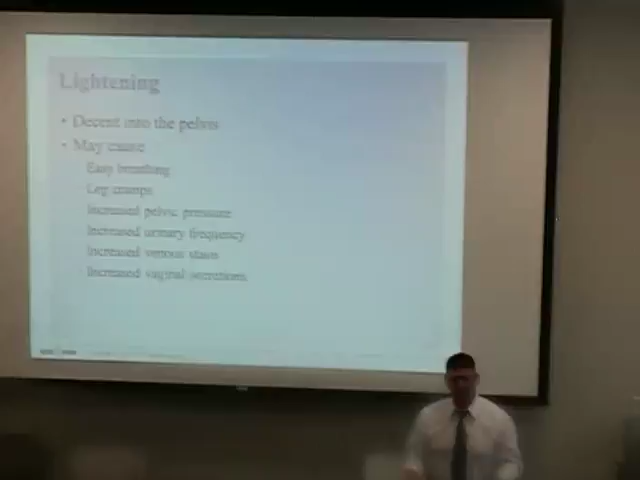 Lightening
• Decent into the pelvis
• May cause
Easy breathing
Leg cramps
Increased pelvic pressure
Increased urinary frequency
Increased venous stasis
Increased vaginal secretions